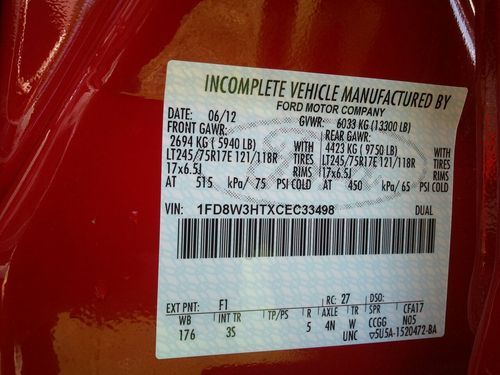 INCOMPLETE VEHICLE MANUFACTURED BY
FORD MOTOR COMPANY
DATE: 06/12 GVWR: 6033 KG (13300 LB)
FRONT GAWR: REAR GAWR:
2694 KG ( 5940 LB) WITH 4423 KG ( 9750 LB) WITH
LT245/75R17E 121/118R TIRES LT245/75R17E 121/118R TIRES
17x6.5J RIMS 17x6.5J RIMS
AT 515 kPa/ 75 PSI COLD AT 450 kPa/ 65 PSI COLD
VIN: 1FD8W3HTXCEC33498 DUAL
EXT PNT: F1 RC: 27 DSO:
WB INT TR TP/PS R AXLE TR SPR CFA17
176 3S 5 4N W CCGG N05
UNC 5U5A-1520472-BA